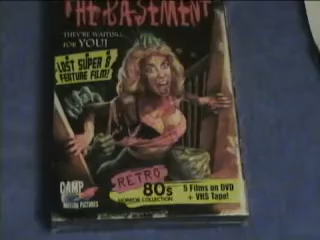 THE BASEMENT
THEY'RE WAITING...
FOR YOU!
LOST SUPER 8
FEATURE FILM!
RETRO
80s
HORROR COLLECTION
5 Films on DVD
+ VHS Tape!
CAMP
MOTION PICTURES